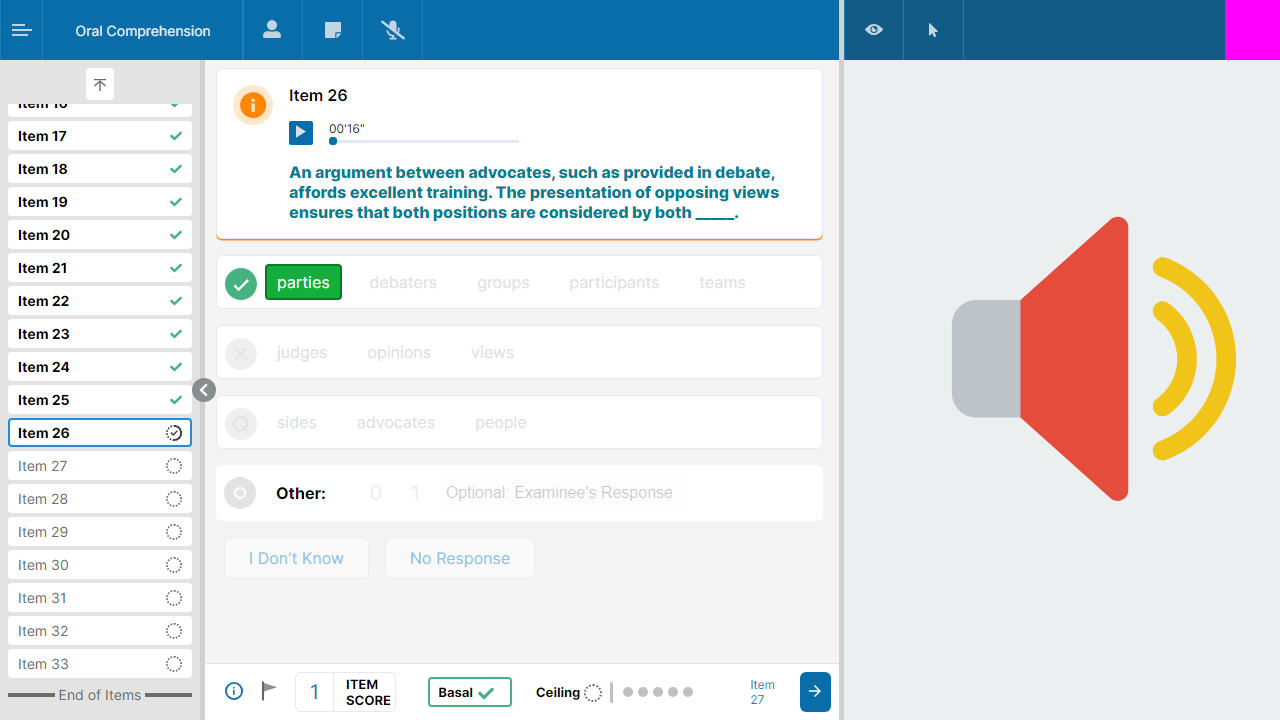 Oral Comprehension
Item 16
Item 17
Item 18
Item 19
Item 20
Item 21
Item 22
Item 23
Item 24
Item 25
Item 26
Item 27
Item 28
Item 29
Item 30
Item 31
Item 32
Item 33
End of Items
Item 26
00'16"
An argument between advocates, such as provided in debate,
affords excellent training. The presentation of opposing views
ensures that both positions are considered by both _____.
parties debaters groups participants teams
judges opinions views
Q sides advocates people
Other: 0 1 Optional: Examinee's Response
I Don't Know No Response
1 ITEM
SCORE
Basal
Ceiling
Item
27